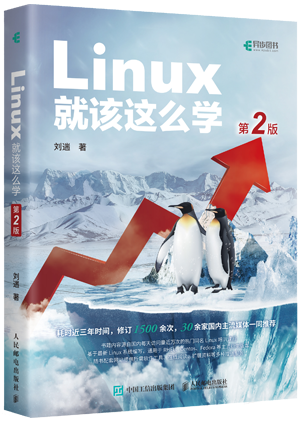 异步图书
Linux
就该这么学
第2版
刘遄 著
耗时近三年时间，修订1500余次，30余家国内主流媒体一同推荐
中国工信出版集团
人民邮电出版社
Linux
就该这么学
第2版
刘遄 著
人民邮电出版社